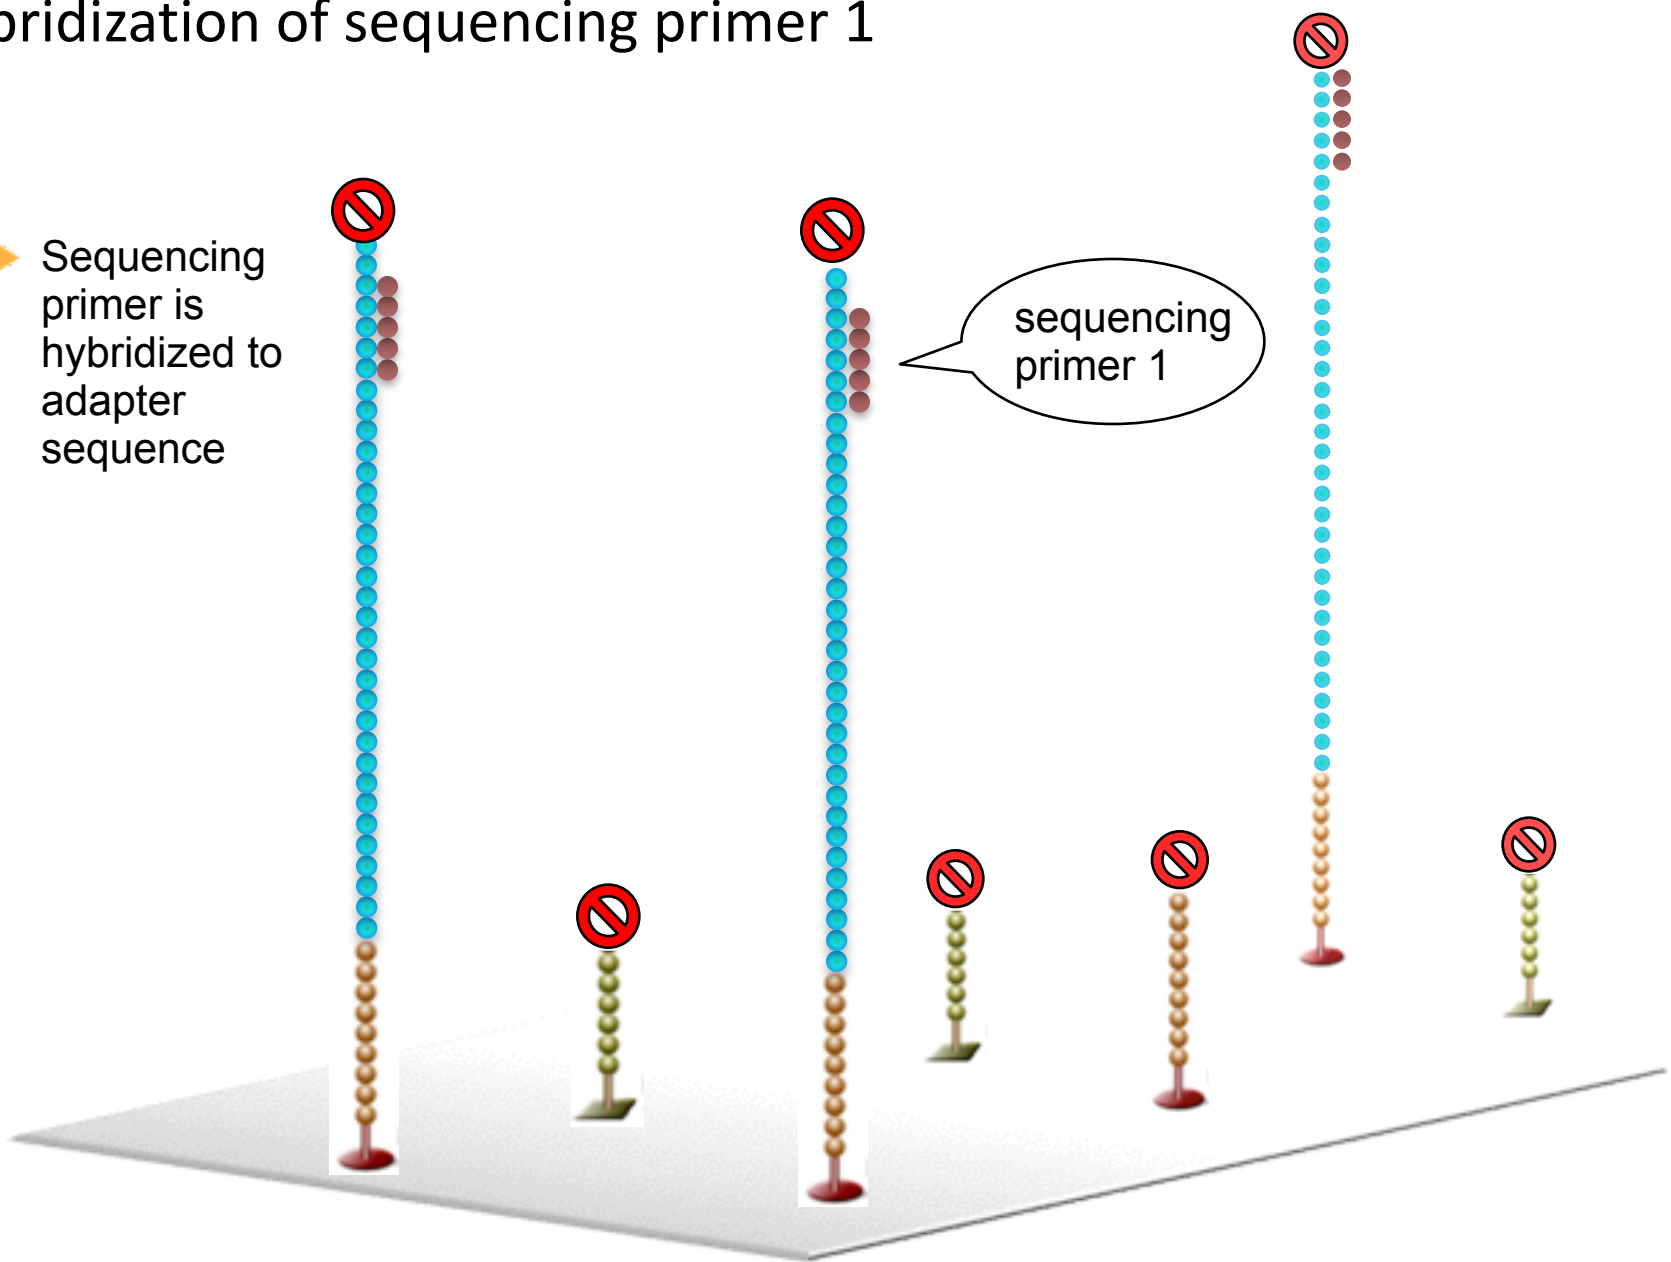 bridization of sequencing primer 1
Sequencing
primer is
hybridized to
adapter
sequence
sequencing
primer 1